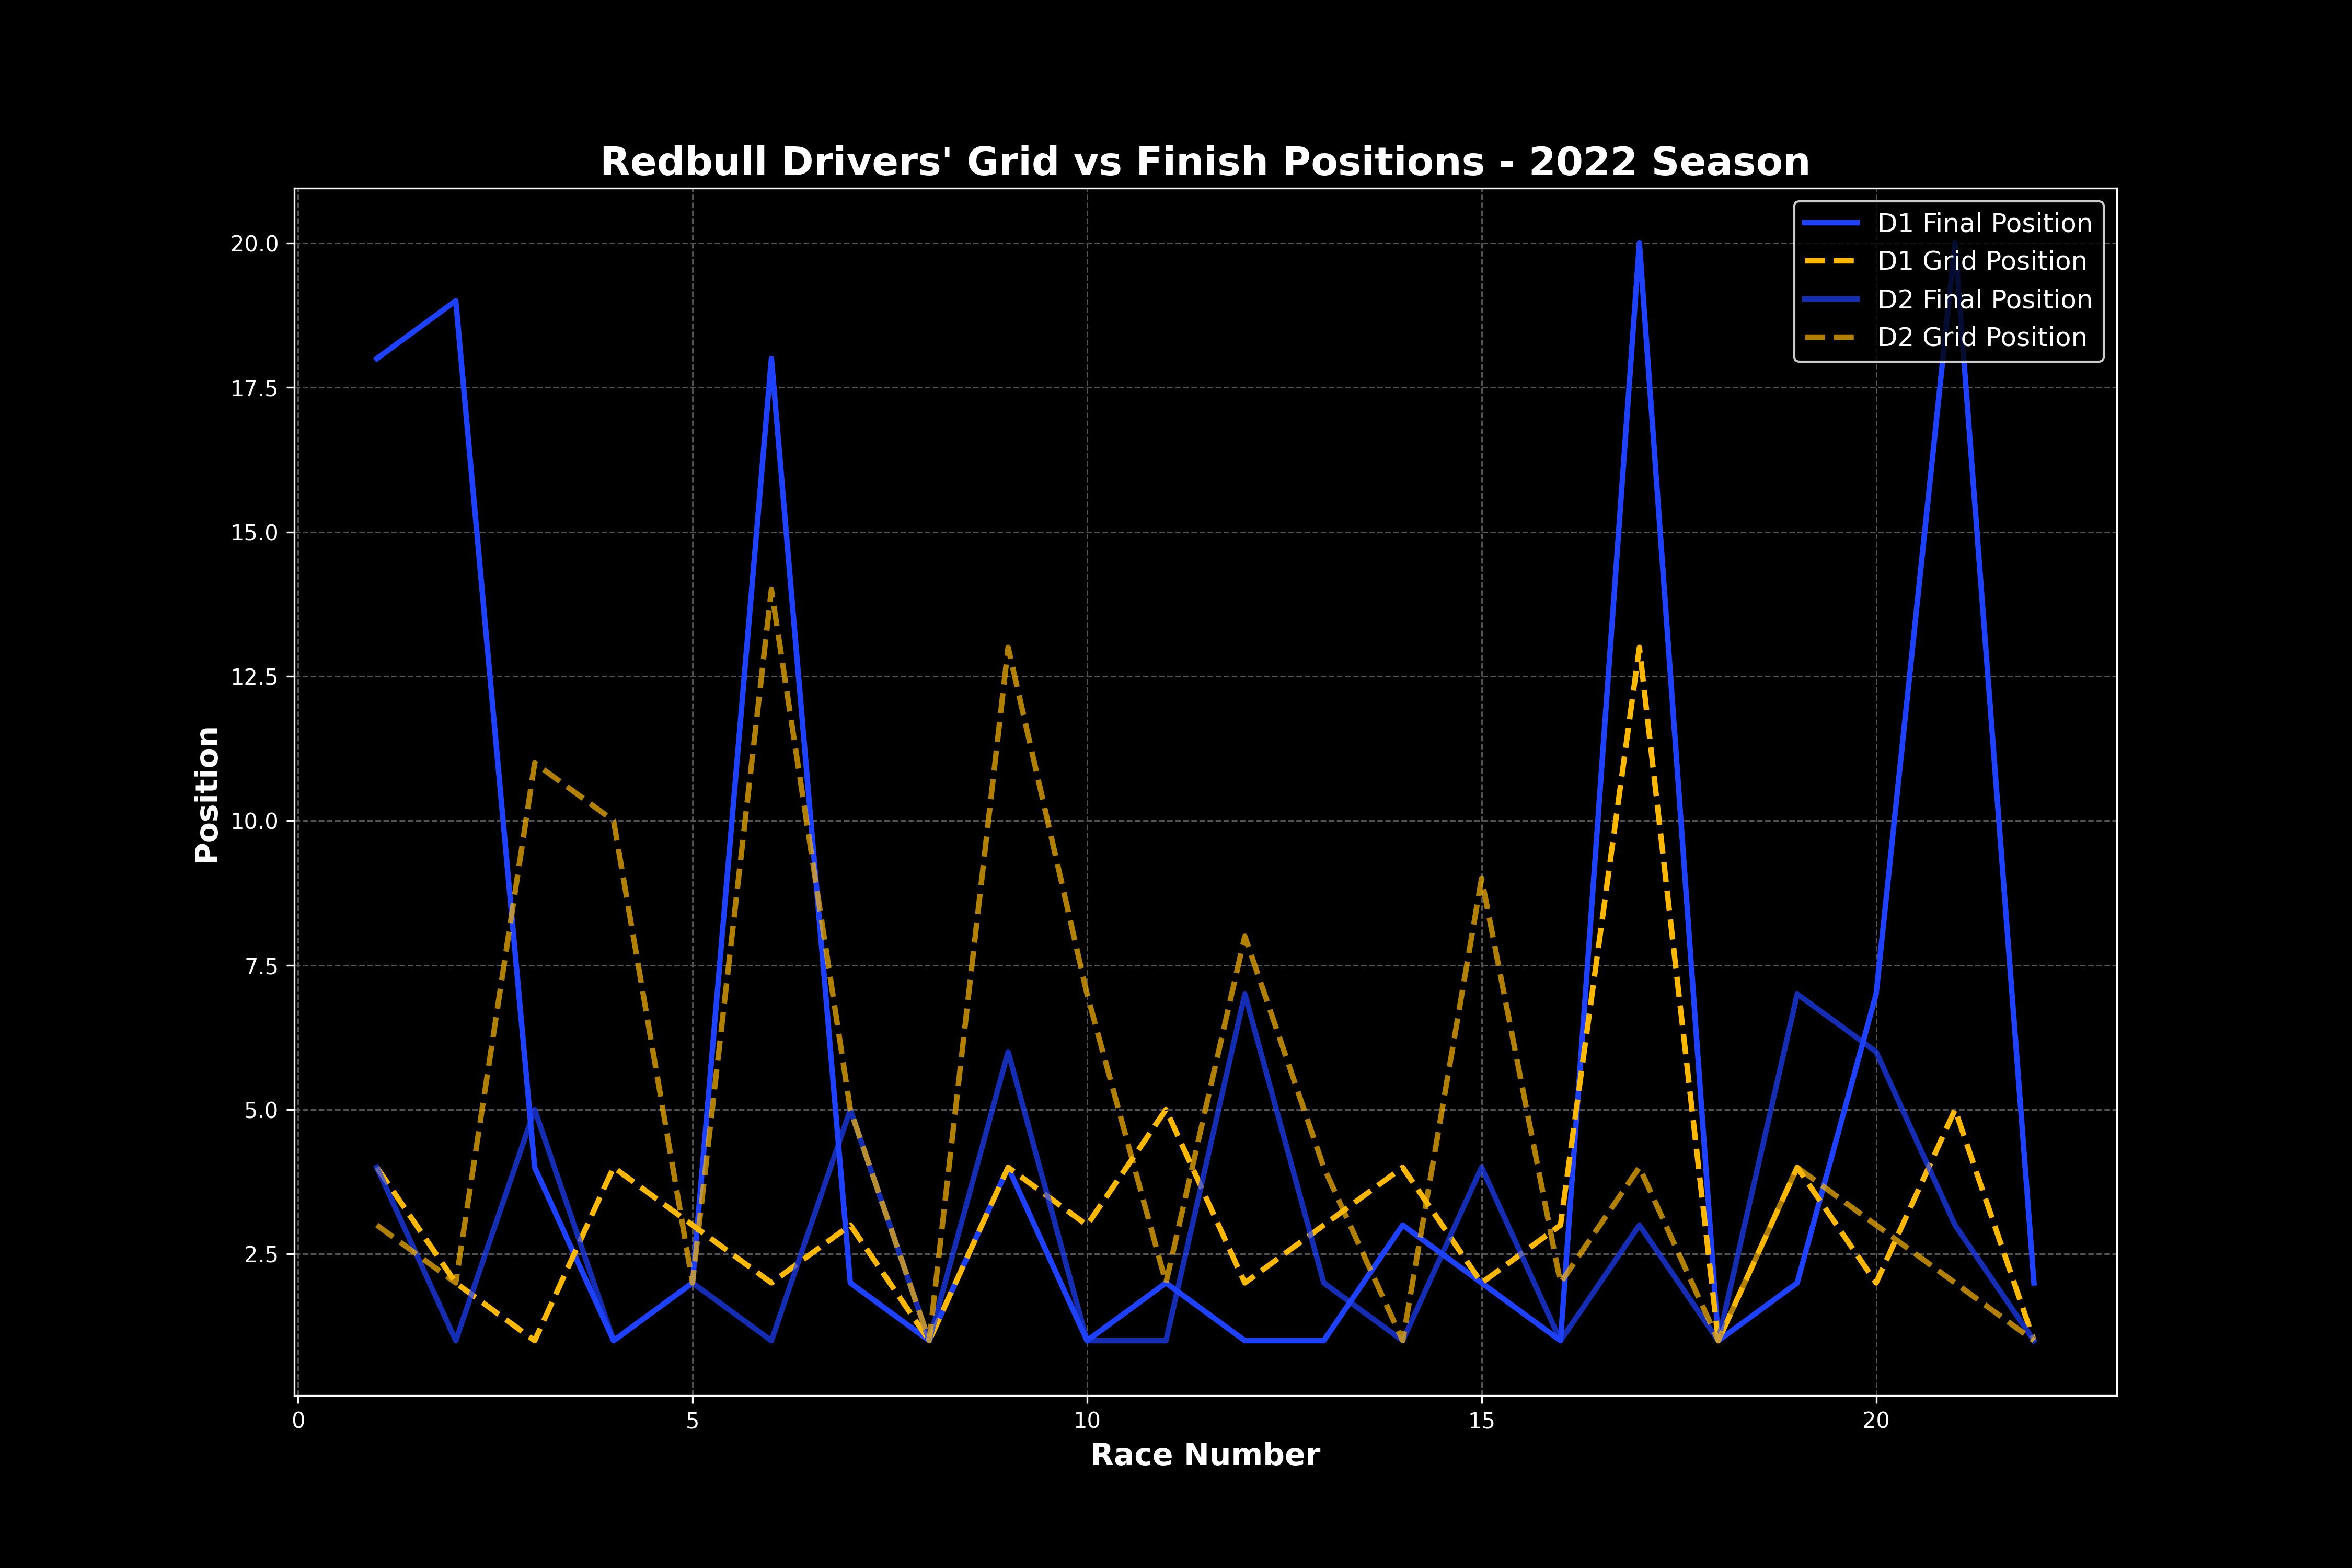 Redbull Drivers' Grid vs Finish Positions - 2022 Season
D1 Final Position
D1 Grid Position
D2 Final Position
D2 Grid Position
20.0
17.5
15.0
12.5
10.0
7.5
5.0
2.5
Position
0 5 10 15 20
Race Number